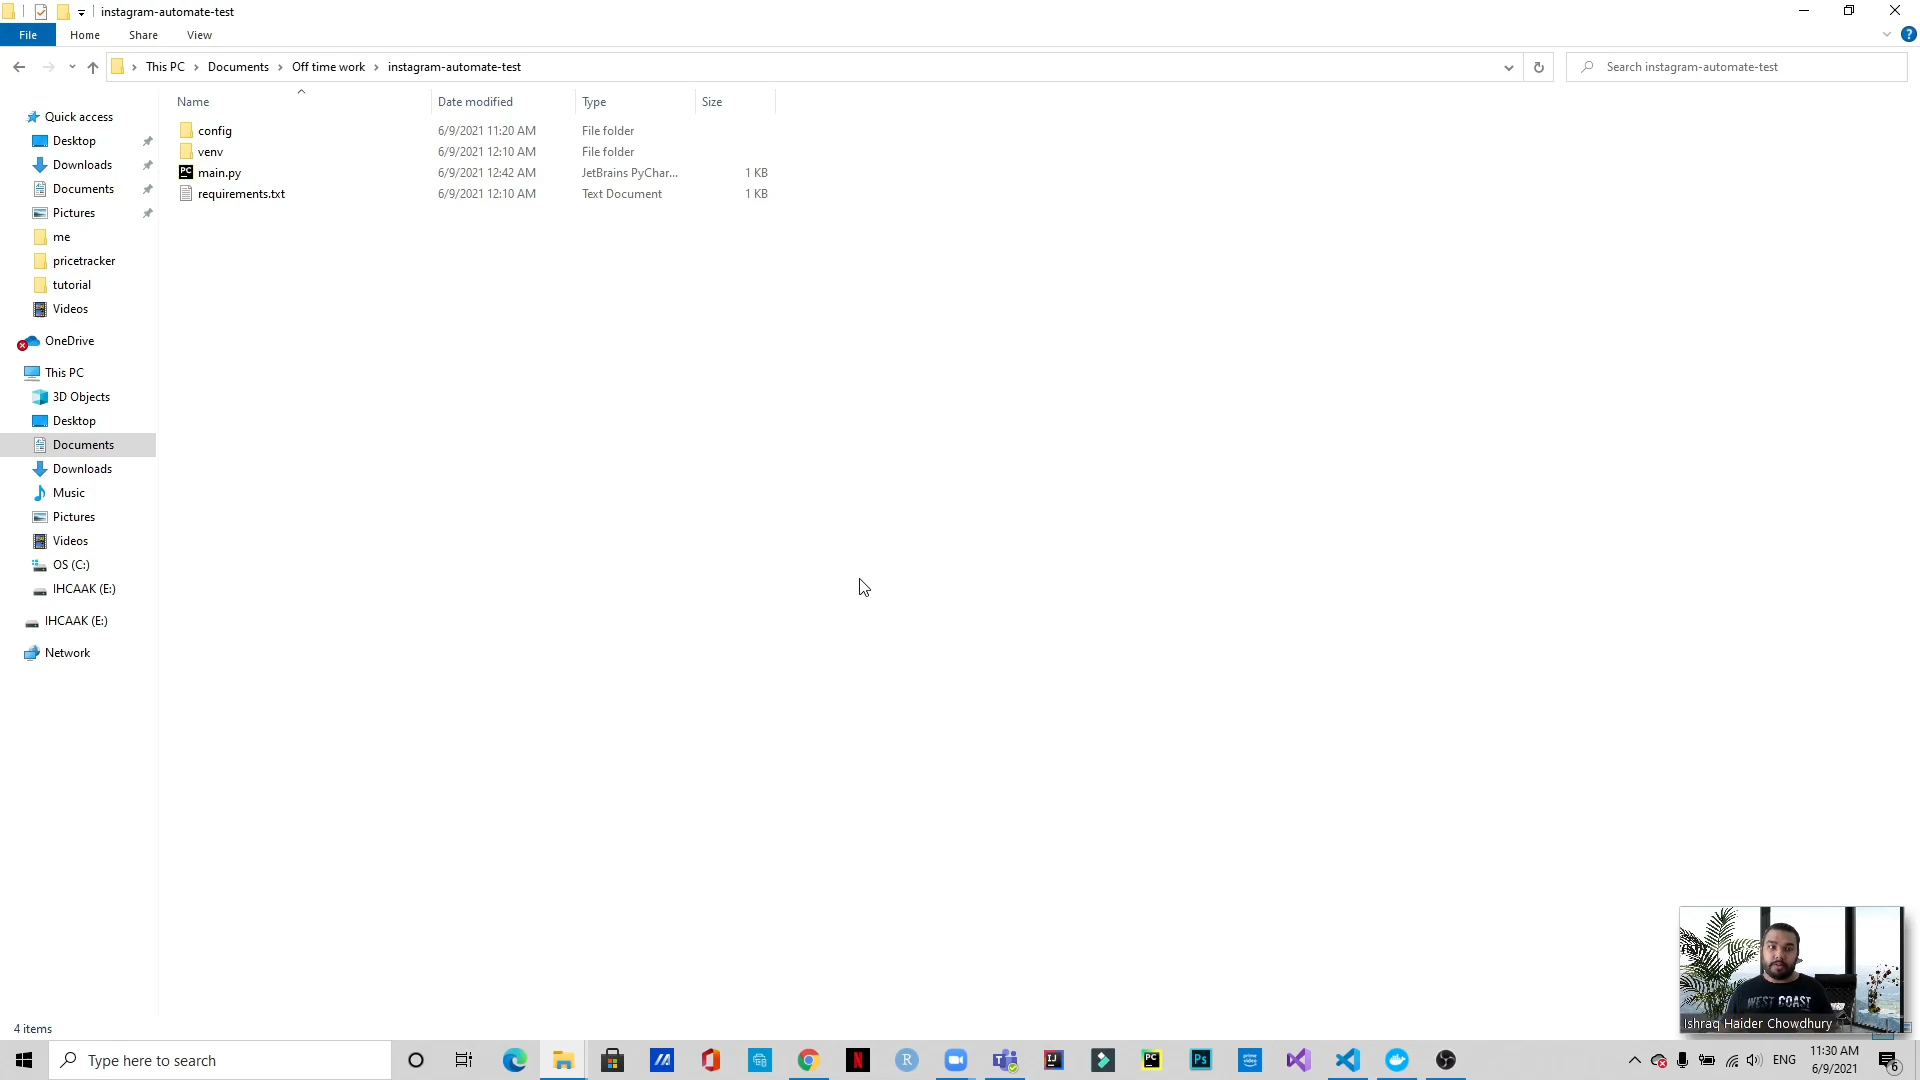 instagram-automate-test
File Home Share View
This PC Documents Off time work instagram-automate-test
Search instagram-automate-test
Name Date modified Type Size
config 6/9/2021 11:20 AM File folder
venv 6/9/2021 12:10 AM File folder
main.py 6/9/2021 12:42 AM JetBrains PyChar... 1 KB
requirements.txt 6/9/2021 12:10 AM Text Document 1 KB
Quick access
Desktop
Downloads
Documents
Pictures
me
pricetracker
tutorial
Videos
OneDrive
This PC
3D Objects
Desktop
Documents
Downloads
Music
Pictures
Videos
OS (C:)
IHCAAK (E:)
IHCAAK (E:)
Network
WEST COAST
Ishraq Haider Chowdhury
4 items
Type here to search
ENG
11:30 AM
6/9/2021
6